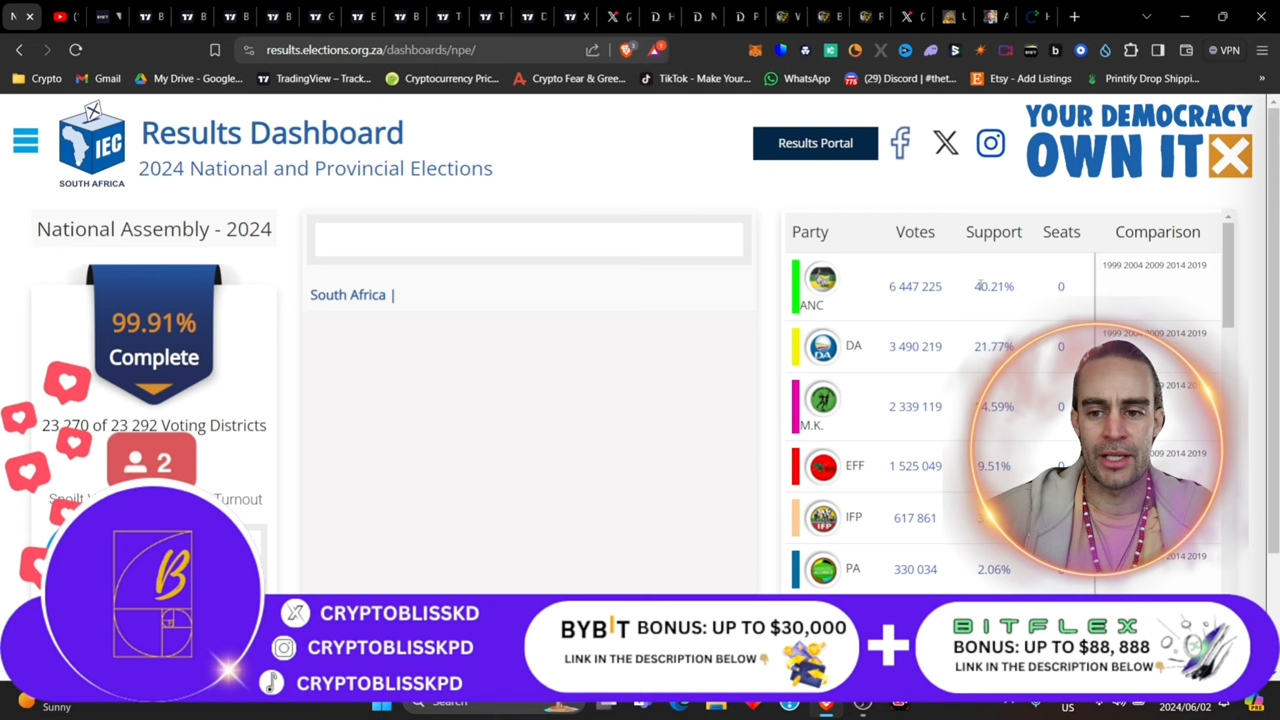 results.elections.org.za/dashboards/npe/
VPN
Crypto
Gmail
My Drive - Google...
TradingView – Track...
Cryptocurrency Pric...
Crypto Fear & Gree...
TikTok - Make Your...
WhatsApp
(29) Discord | #thet...
Etsy - Add Listings
Printify Drop Shippi...
IEC
SOUTH AFRICA
Results Dashboard
2024 National and Provincial Elections
Results Portal
YOUR DEMOCRACY
OWN IT
National Assembly - 2024
99.91%
Complete
23 270 of 23 292 Voting Districts
2
Turnout
South Africa |
Party Votes Support Seats Comparison
1999 2004 2009 2014 2019
ANC 6 447 225 40.21% 0
DA 3 490 219 21.77% 0
M.K. 2 339 119 0
EFF 1 525 049 9.51%
IFP 617 861
PA 330 034 2.06%
B
CRYPTOBLISSKD
CRYPTOBLISSKPD
CRYPTOBLISSKPD
BYBIT BONUS: UP TO $30,000
LINK IN THE DESCRIPTION BELOW
BITFLEX
BONUS: UP TO $88, 888
LINK IN THE DESCRIPTION BELOW
Sunny
Search
US
2024/06/02